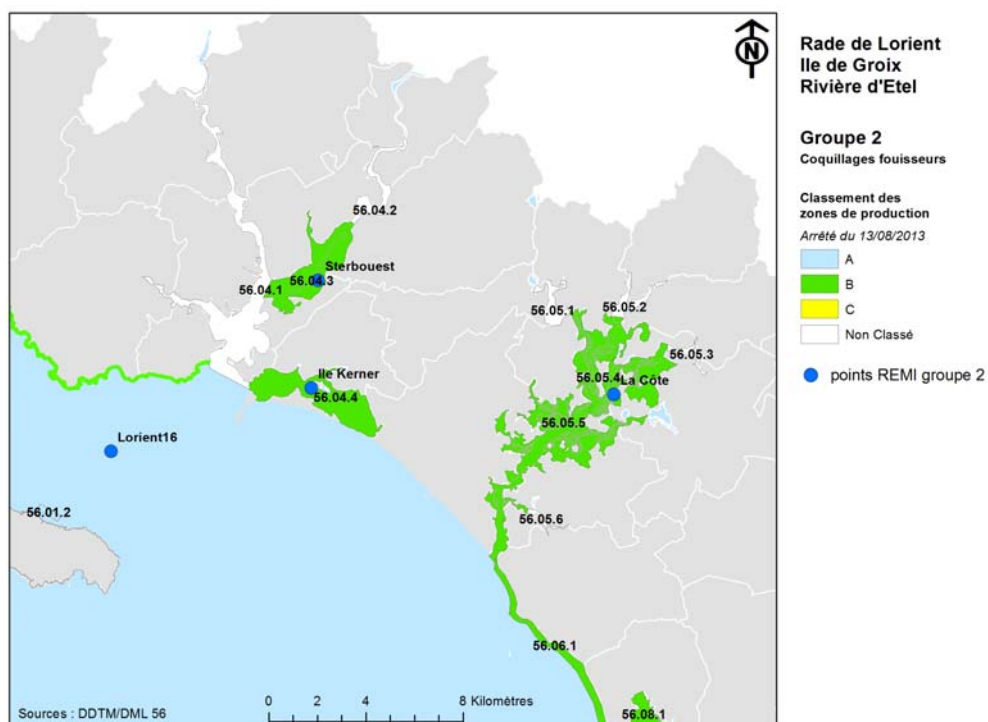 N
56.04.2
Sterbouest
56.04.3
56.04.1
56.05.1
56.05.2
56.05.3
Ile Kerner
56.05.4
La Côte
56.04.4
56.05.5
Lorient16
56.01.2
56.05.6
56.06.1
56.08.1
0 2 4 8 Kilomètres
Sources : DDTM/DML 56
Rade de Lorient
Ile de Groix
Rivière d'Etel
Groupe 2
Coquillages fouisseurs
Classement des
zones de production
Arrêté du 13/08/2013
A
B
C
Non Classé
points REMI groupe 2